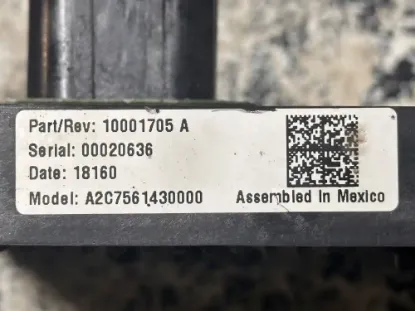 Part/Rev: 10001705 A
Serial: 00020636
Date: 18160
Model: A2C7561430000
Assembled In Mexico